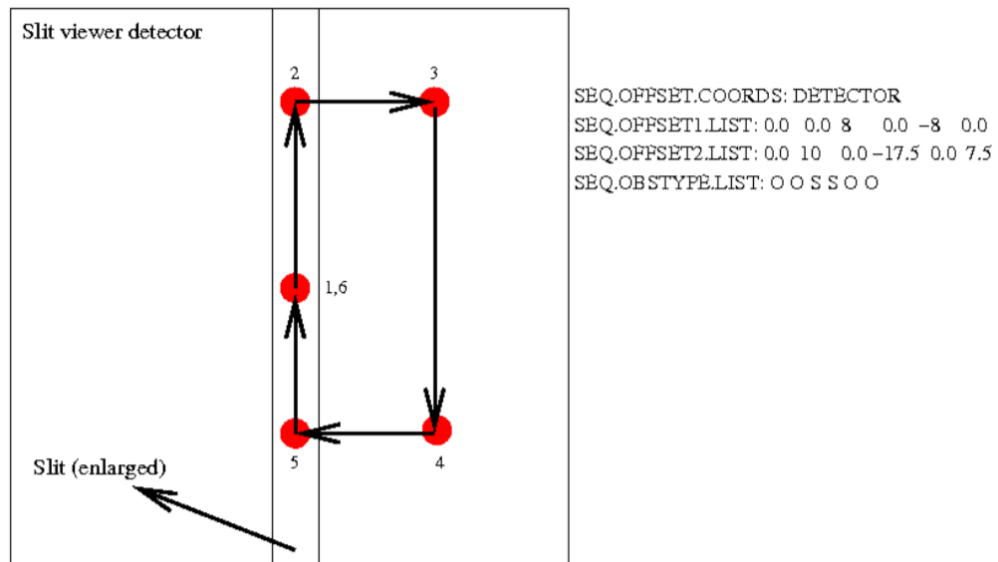 Slit viewer detector
2
3
SEQ.OFFSET.COORDS: DETECTOR
SEQ.OFFSET1.LIST: 0.0 0.0 8 0.0 −8 0.0
SEQ.OFFSET2.LIST: 0.0 10 0.0 −17.5 0.0 7.5
SEQ.OBSTYPE.LIST: O O S S O O
1,6
5
4
Slit (enlarged)